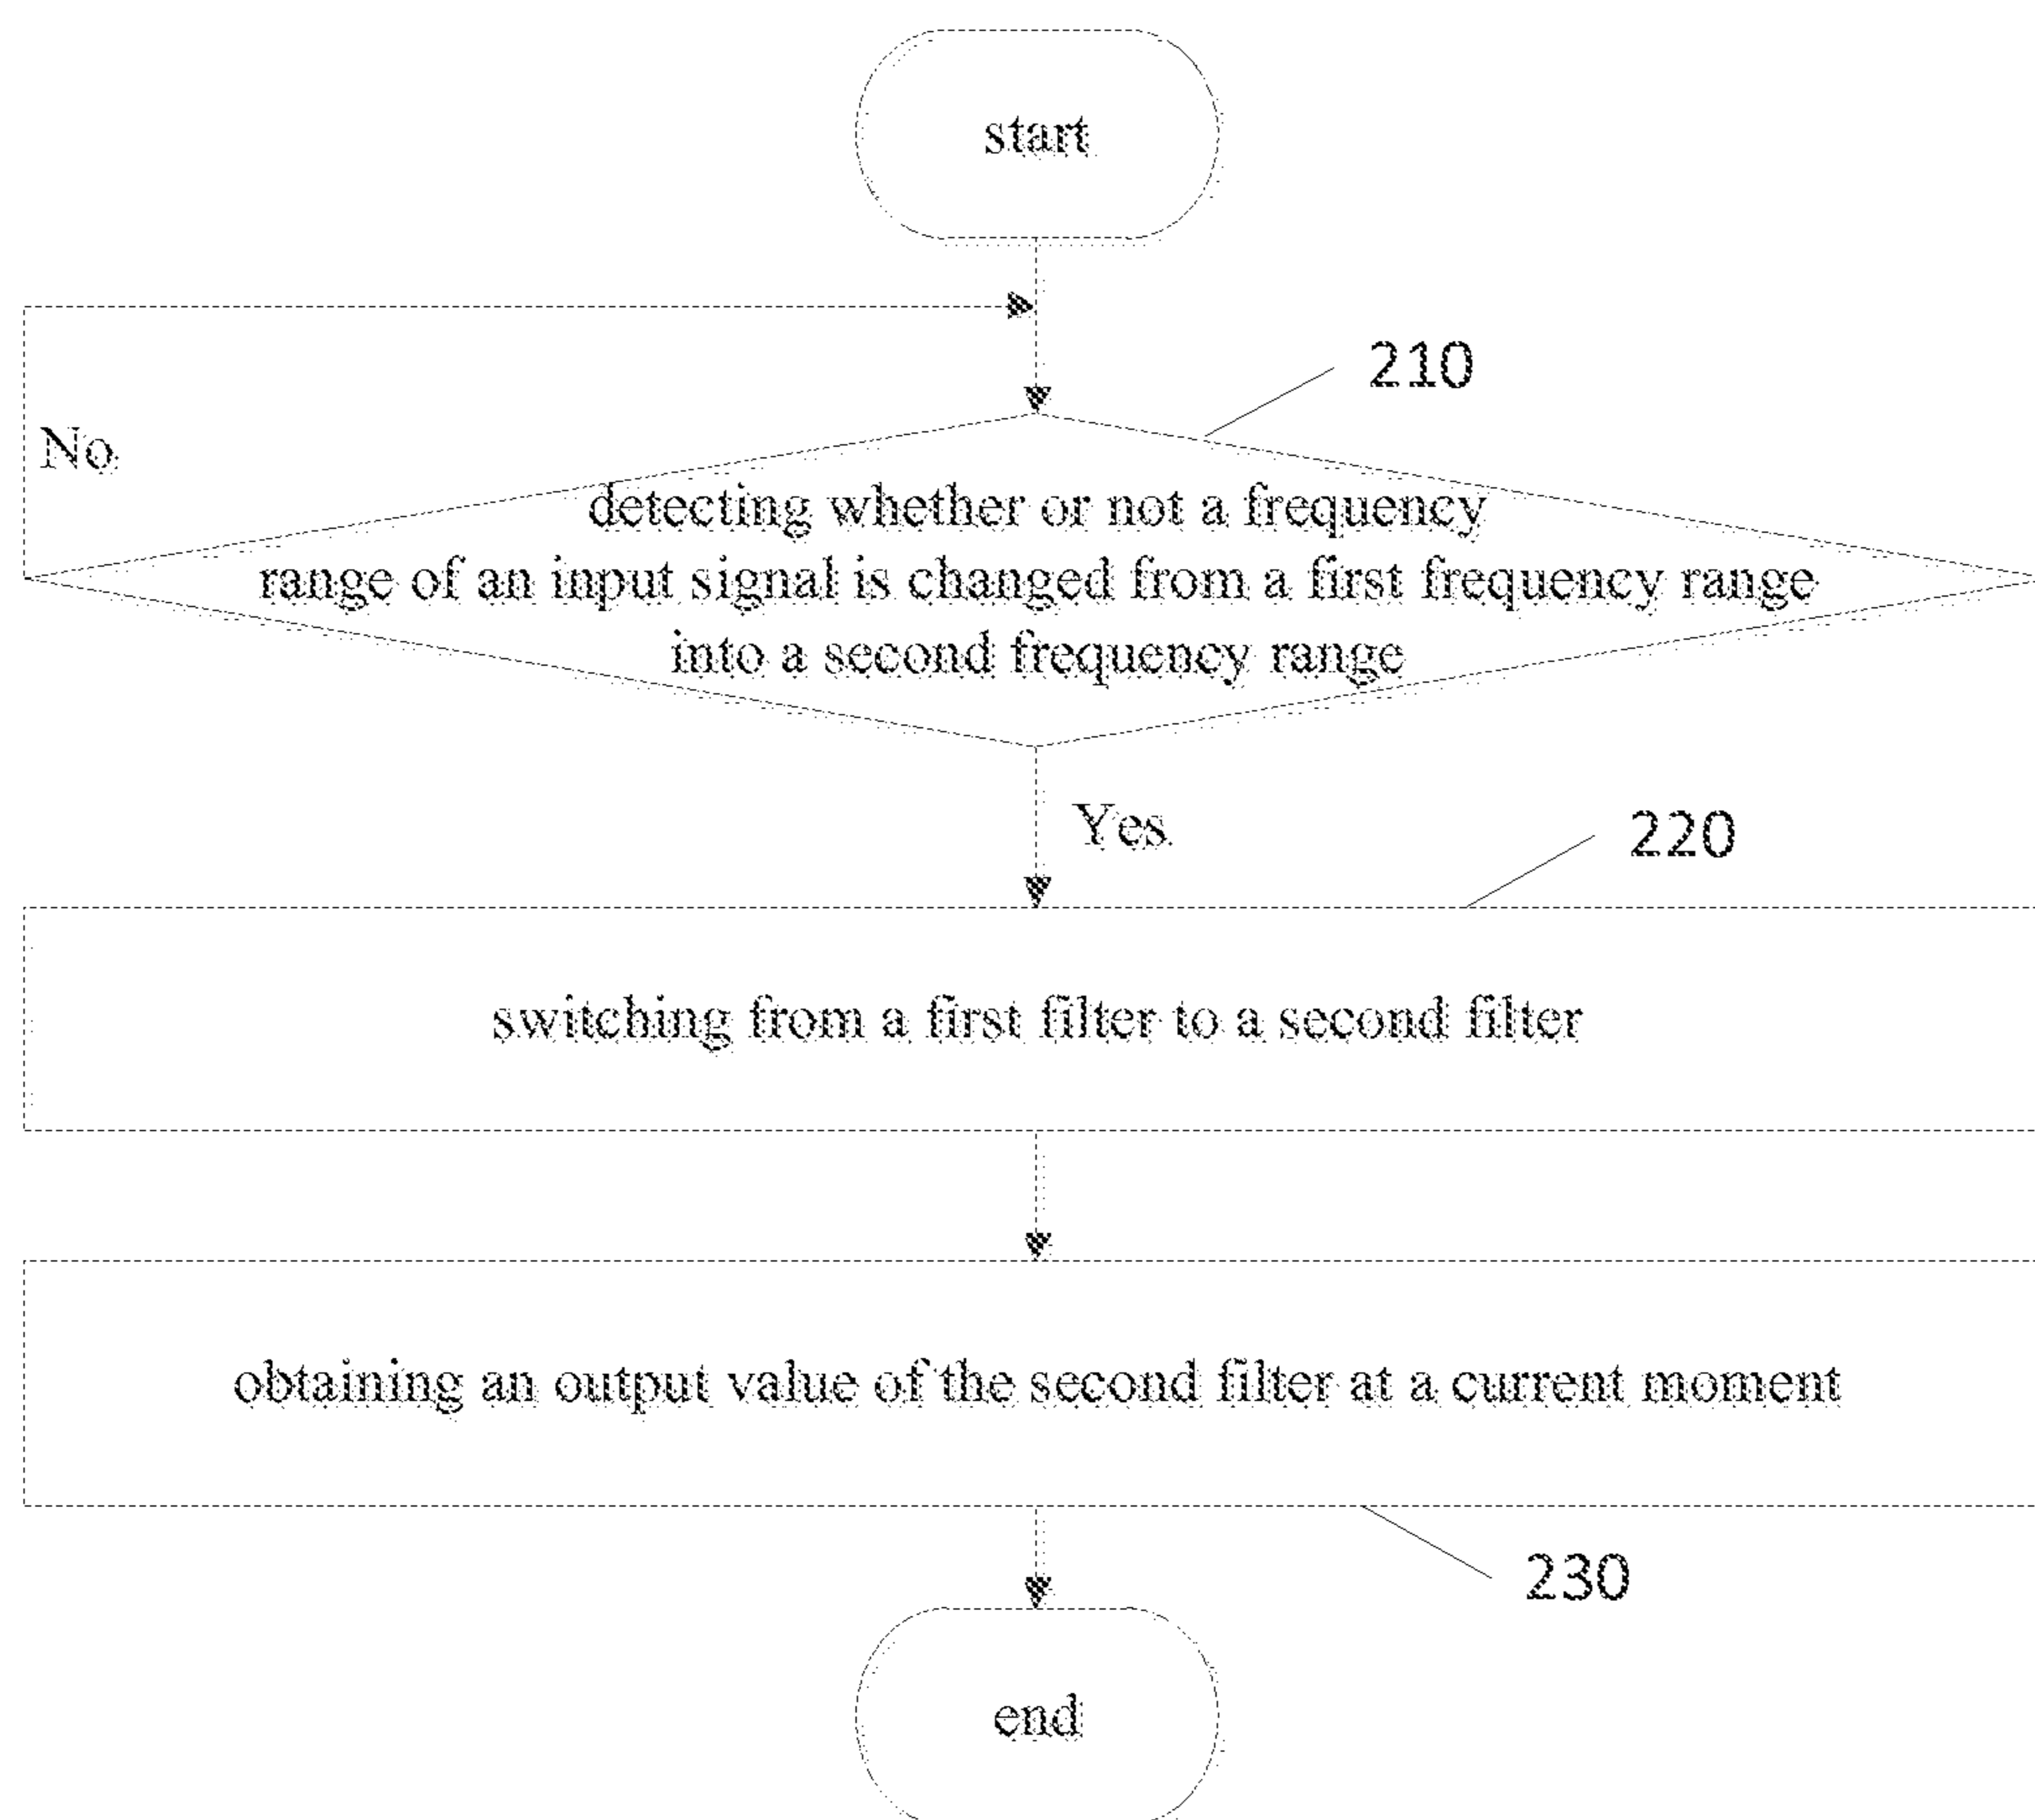 start
210
No
detecting whether or not a frequency
range of an input signal is changed from a first frequency range
into a second frequency range
Yes
220
switching from a first filter to a second filter
obtaining an output value of the second filter at a current moment
230
end